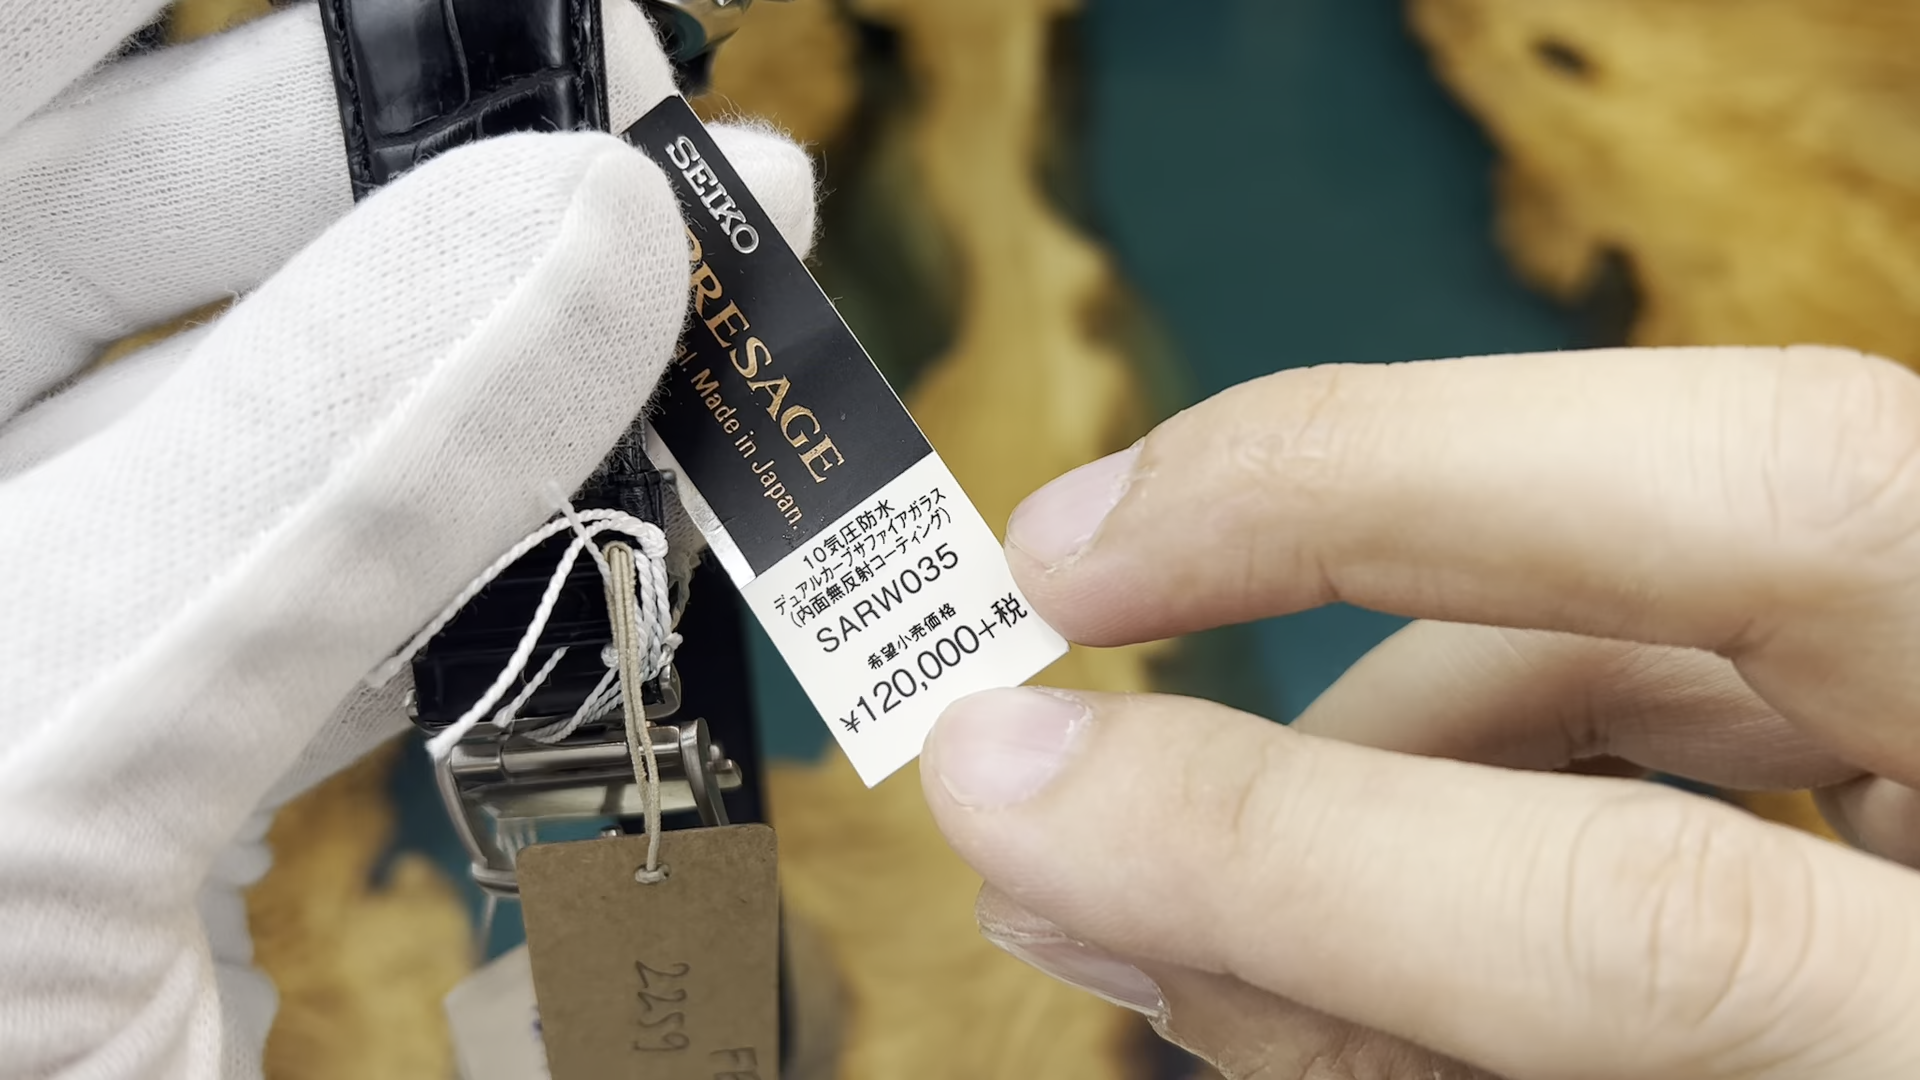 SEIKO
PRESAGE
al. Made in Japan.
10気圧防水
デュアルカーブサファイアガラス
(内面無反射コーティング)
SARW035
希望小売価格
¥120,000+税
2259